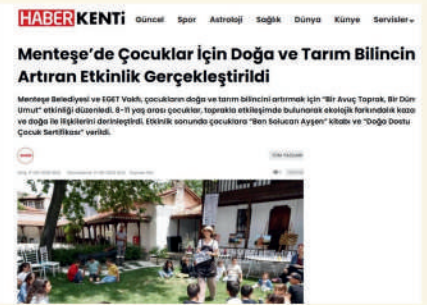 HABER KENTİ Güncel Spor Astroloji Sağlık Dünya Künye Servisler
Menteşe'de Çocuklar İçin Doğa ve Tarım Bilincin
Artıran Etkinlik Gerçekleştirildi
Menteşe Belediyesi ve EGET Vakfı, çocukların doğa ve tarım bilincini artırmak için "Bir Avuç Toprak, Bir Dün
Umut" etkinliği düzenledi. 8-11 yaş arası çocuklar, toprakla etkileşimde bulunarak ekolojik farkındalık kaza
ve doğa ile ilişkilerini derinleştirdi. Etkinlik sonunda çocuklara "Ben Solucan Ayşen" kitabı ve "Doğa Dostu
Çocuk Sertifikası" verildi.